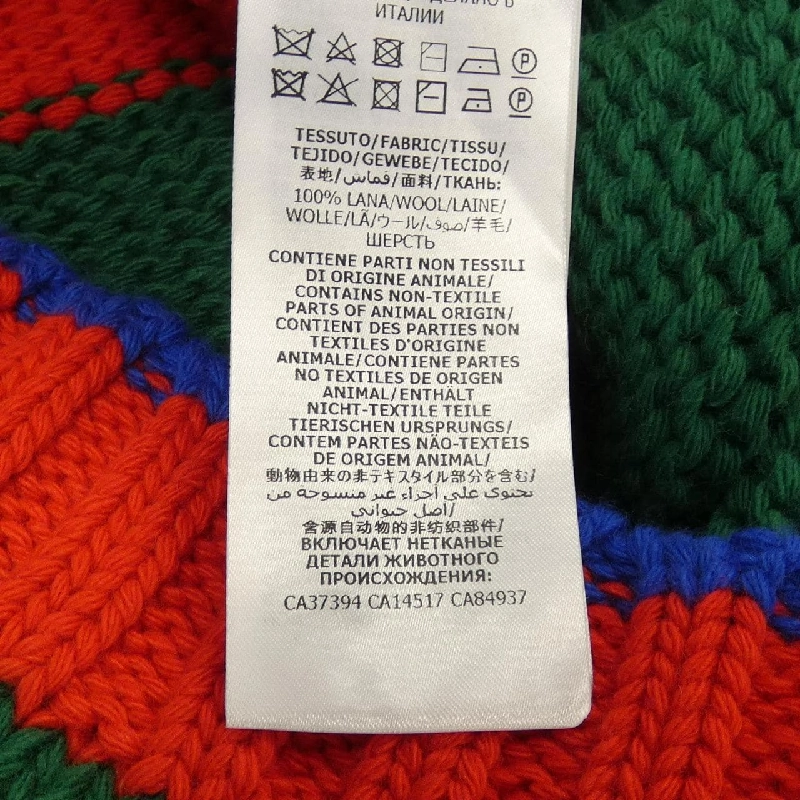 ИТАЛИИ
P
P
TESSUTO/FABRIC/TISSU/
TEJIDO/GEWEBE/TECIDO/
表地/قماش/面料/ТКАНЬ:
100% LANA/WOOL/LAINE/
WOLLE/LÃ/ウール/صوف/羊毛/
ШЕРСТЬ
CONTIENE PARTI NON TESSILI
DI ORIGINE ANIMALE/
CONTAINS NON-TEXTILE
PARTS OF ANIMAL ORIGIN/
CONTIENT DES PARTIES NON
TEXTILES D'ORIGINE
ANIMALE/CONTIENE PARTES
NO TEXTILES DE ORIGEN
ANIMAL/ENTHÄLT
NICHT-TEXTILE TEILE
TIERISCHEN URSPRUNGS/
CONTEM PARTES NÃO-TEXTEIS
DE ORIGEM ANIMAL/
動物由来の非テキスタイル部分を含む/
تحتوي على أجزاء غير منسوجة من
أصل حيواني/
含源自动物的非纺织部件/
ВКЛЮЧАЕТ НЕТКАНЫЕ
ДЕТАЛИ ЖИВОТНОГО
ПРОИСХОЖДЕНИЯ:
CA37394 CA14517 CA84937